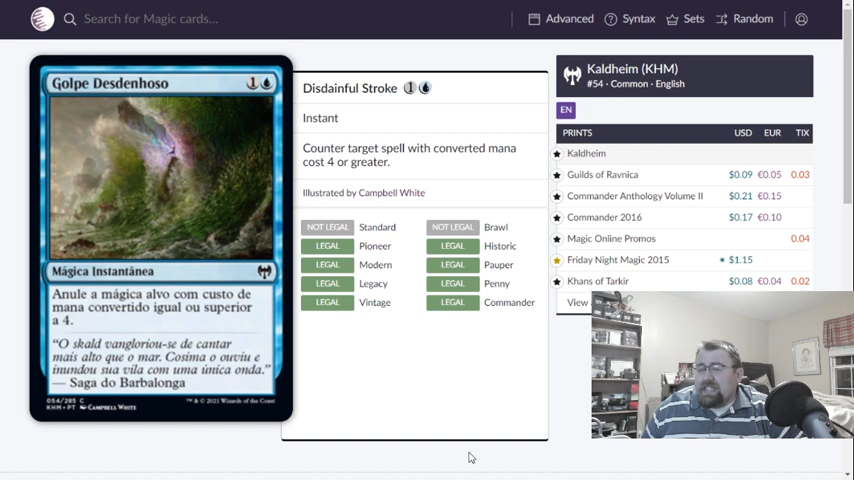 Search for Magic cards...
Advanced
Syntax
Sets
Random
Golpe Desdenhoso 1
Mágica Instantânea
Anule a mágica alvo com custo de
mana convertido igual ou superior
a 4.
“O skald vangloriou-se de cantar
mais alto que o mar. Cosima o ouviu e
inundou sua vila com uma única onda.”
— Saga do Barbalonga
054/285 C
KHM • PT CAMPBELL WHITE
™ & © 2021 Wizards of the Coast
Disdainful Stroke 1
Instant
Counter target spell with converted mana
cost 4 or greater.
Illustrated by Campbell White
NOT LEGAL Standard NOT LEGAL Brawl
LEGAL Pioneer LEGAL Historic
LEGAL Modern LEGAL Pauper
LEGAL Legacy LEGAL Penny
LEGAL Vintage LEGAL Commander
Kaldheim (KHM)
#54 · Common · English
EN
PRINTS USD EUR TIX
Kaldheim
Guilds of Ravnica $0.09 €0.05 0.03
Commander Anthology Volume II $0.21 €0.15
Commander 2016 $0.17 €0.10
Magic Online Promos 0.04
Friday Night Magic 2015 ✶ $1.15
Khans of Tarkir $0.08 €0.04 0.02
View